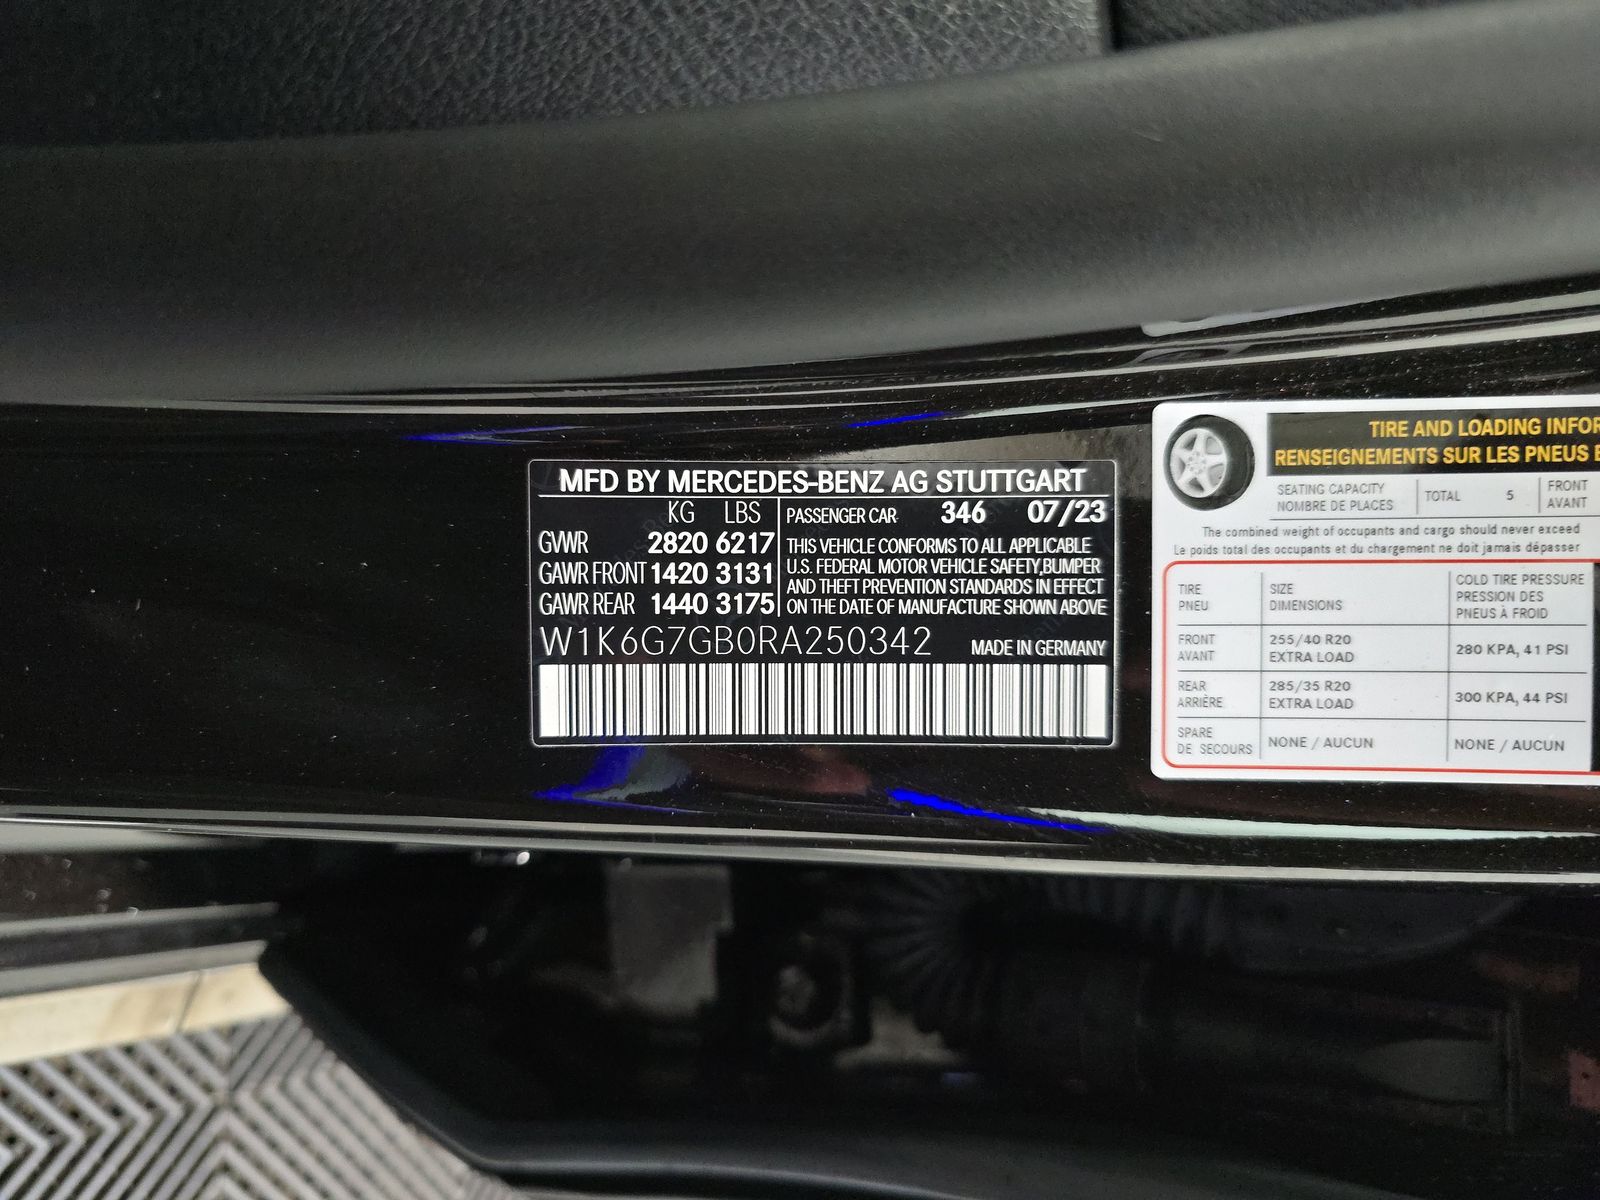 MFD BY MERCEDES-BENZ AG STUTTGART
KG LBS
GVWR 2820 6217
GAWR FRONT 1420 3131
GAWR REAR 1440 3175
PASSENGER CAR 346 07/23
THIS VEHICLE CONFORMS TO ALL APPLICABLE
U.S. FEDERAL MOTOR VEHICLE SAFETY,BUMPER
AND THEFT PREVENTION STANDARDS IN EFFECT
ON THE DATE OF MANUFACTURE SHOWN ABOVE
W1K6G7GB0RA250342 MADE IN GERMANY
TIRE AND LOADING INFOR
RENSEIGNEMENTS SUR LES PNEUS E
SEATING CAPACITY
NOMBRE DE PLACES
TOTAL 5
FRONT
AVANT
The combined weight of occupants and cargo should never exceed
Le poids total des occupants et du chargement ne doit jamais dépasser
TIRE
PNEU
SIZE
DIMENSIONS
COLD TIRE PRESSURE
PRESSION DES
PNEUS À FROID
FRONT
AVANT
255/40 R20
EXTRA LOAD
280 KPA, 41 PSI
REAR
ARRIÈRE
285/35 R20
EXTRA LOAD
300 KPA, 44 PSI
SPARE
DE SECOURS
NONE / AUCUN
NONE / AUCUN